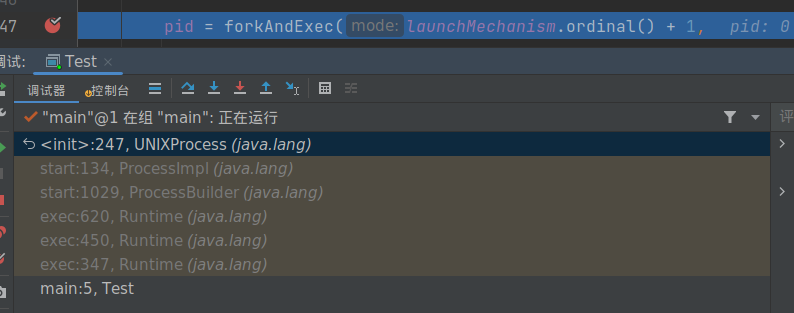 47 pid = forkAndExec( mode: launchMechanism.ordinal() + 1, pid: 0
调试: Test ×
调试器 控制台
"main"@1 在组 "main": 正在运行
评
<init>:247, UNIXProcess (java.lang)
start:134, ProcessImpl (java.lang)
start:1029, ProcessBuilder (java.lang)
exec:620, Runtime (java.lang)
exec:450, Runtime (java.lang)
exec:347, Runtime (java.lang)
main:5, Test